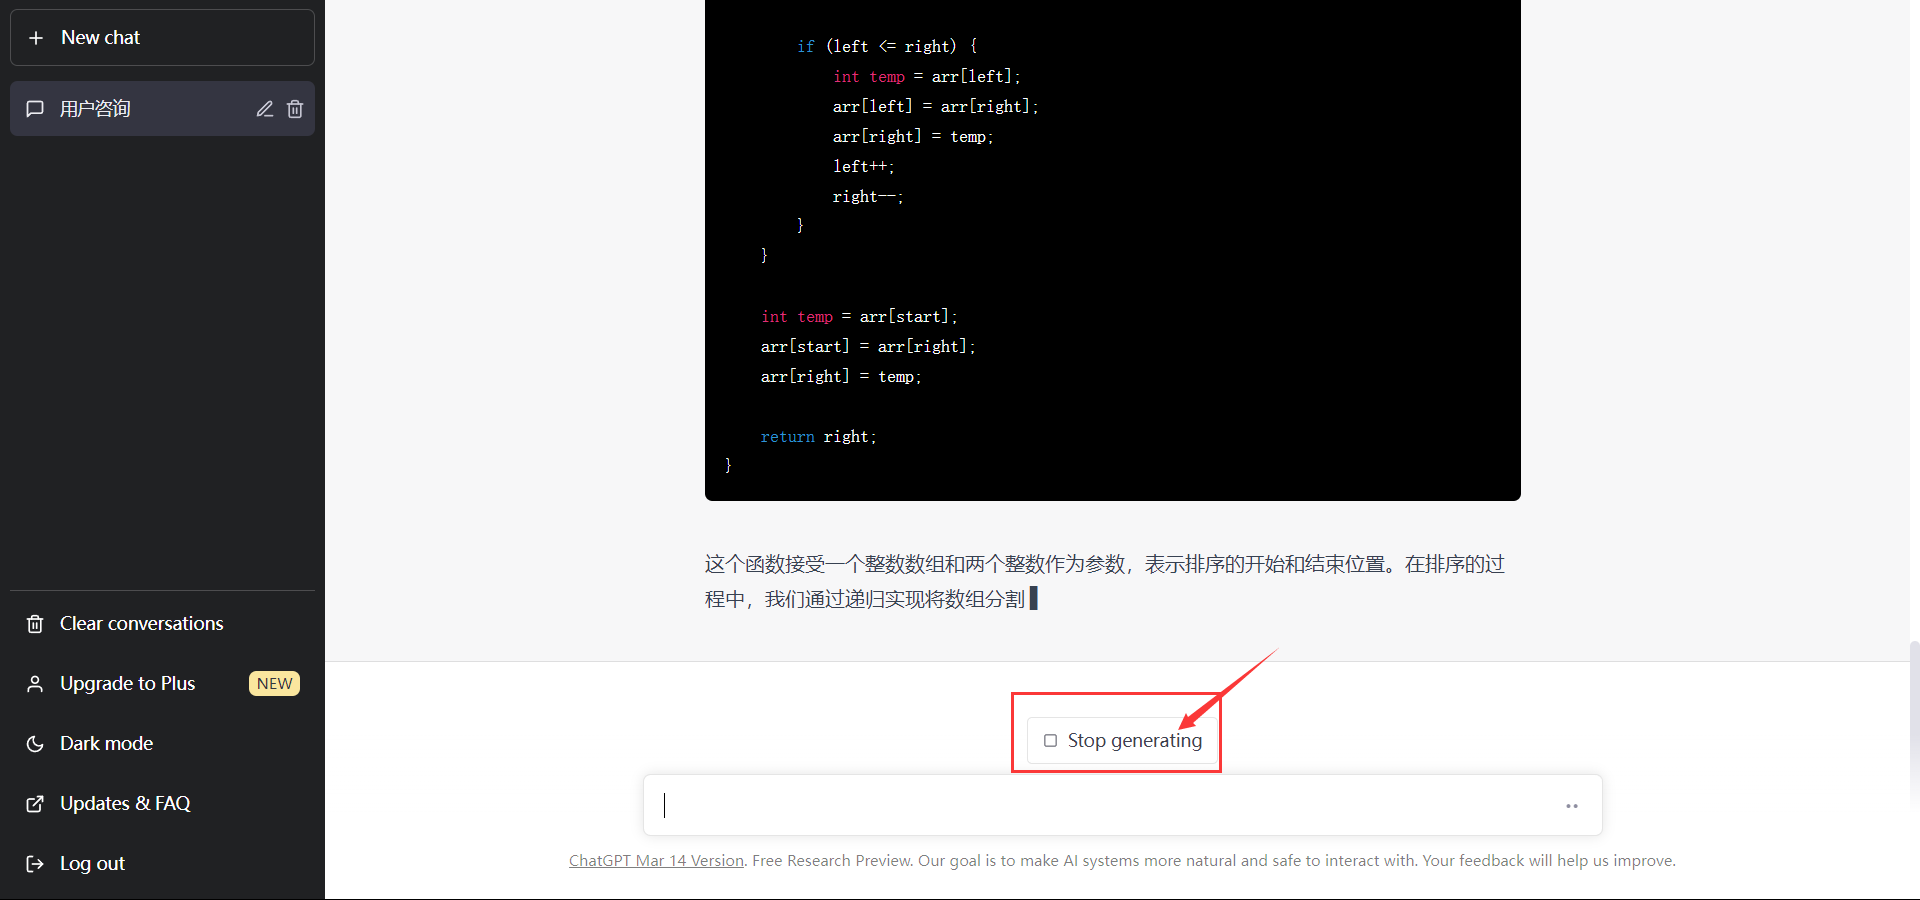 New chat
用户咨询
Clear conversations
Upgrade to Plus NEW
Dark mode
Updates & FAQ
Log out
if (left <= right) {
int temp = arr[left];
arr[left] = arr[right];
arr[right] = temp;
left++;
right--;
}
}
int temp = arr[start];
arr[start] = arr[right];
arr[right] = temp;
return right;
}
这个函数接受一个整数数组和两个整数作为参数，表示排序的开始和结束位置。在排序的过
程中，我们通过递归实现将数组分割
Stop generating
ChatGPT Mar 14 Version. Free Research Preview. Our goal is to make AI systems more natural and safe to interact with. Your feedback will help us improve.